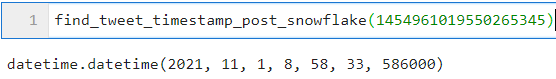 1 find_tweet_timestamp_post_snowflake(1454961019550265345)
datetime.datetime(2021, 11, 1, 8, 58, 33, 586000)